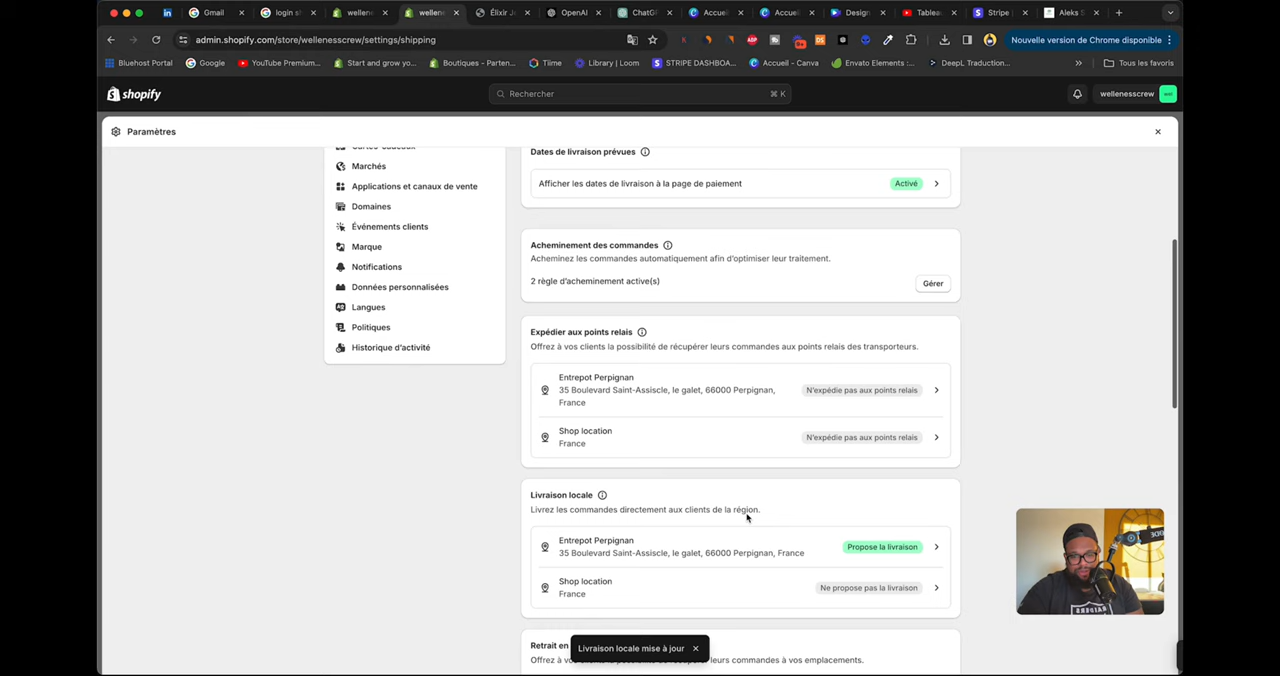 Gmail
login s
wellene
wellene
Élixir J
OpenAI
ChatG
Accue
Accue
Design
Tablea
Stripe
Aleks S
admin.shopify.com/store/wellenesscrew/settings/shipping
Nouvelle version de Chrome disponible
Bluehost Portal
Google
YouTube Premium...
Start and grow yo...
Boutiques - Parten...
Tiime
Library | Loom
STRIPE DASHBOA...
Accueil - Canva
Envato Elements :...
DeepL Traduction...
Tous les favoris
shopify
Rechercher
⌘ K
wellenesscrew
Paramètres
Marchés
Applications et canaux de vente
Domaines
Événements clients
Marque
Notifications
Données personnalisées
Langues
Politiques
Historique d'activité
Dates de livraison prévues
Afficher les dates de livraison à la page de paiement
Activé
Acheminement des commandes
Acheminez les commandes automatiquement afin d'optimiser leur traitement.
2 règle d'acheminement active(s)
Gérer
Expédier aux points relais
Offrez à vos clients la possibilité de récupérer leurs commandes aux points relais des transporteurs.
Entrepot Perpignan
35 Boulevard Saint-Assiscle, le galet, 66000 Perpignan,
France
N'expédie pas aux points relais
Shop location
France
N'expédie pas aux points relais
Livraison locale
Livrez les commandes directement aux clients de la région.
Entrepot Perpignan
35 Boulevard Saint-Assiscle, le galet, 66000 Perpignan, France
Propose la livraison
Shop location
France
Ne propose pas la livraison
Retrait en
Offrez à vos
leurs commandes à vos emplacements.
Livraison locale mise à jour